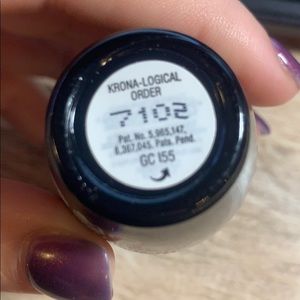 KRONA-LOGICAL
ORDER
7102
Pat. No. 5,965,147,
6,367,045. Pats. Pend.
GC 155